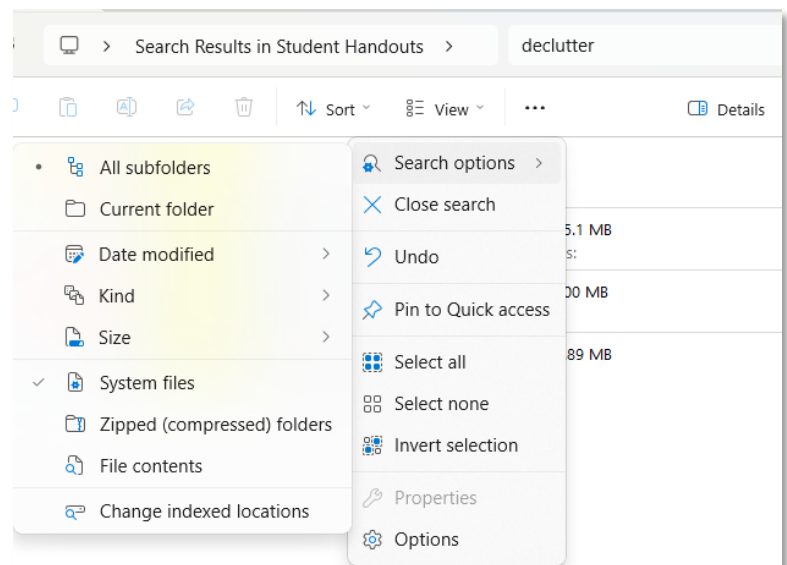 Search Results in Student Handouts
declutter
Sort
View
Details
All subfolders
Current folder
Date modified
Kind
Size
System files
Zipped (compressed) folders
File contents
Change indexed locations
Search options
Close search
Undo
Pin to Quick access
Select all
Select none
Invert selection
Properties
Options
5.1 MB
s:
00 MB
89 MB